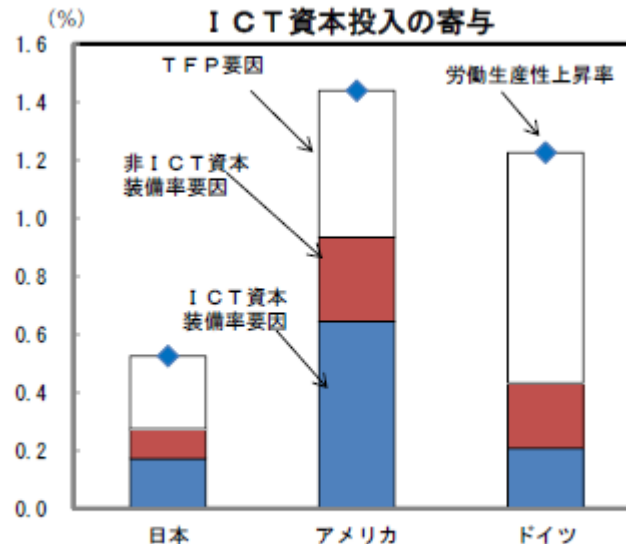 (%)
ICT資本投入の寄与
1.6
1.4
1.2
1.0
0.8
0.6
0.4
0.2
0.0
TFP要因
労働生産性上昇率
非ICT資本
装備率要因
ICT資本
装備率要因
日本
アメリカ
ドイツ